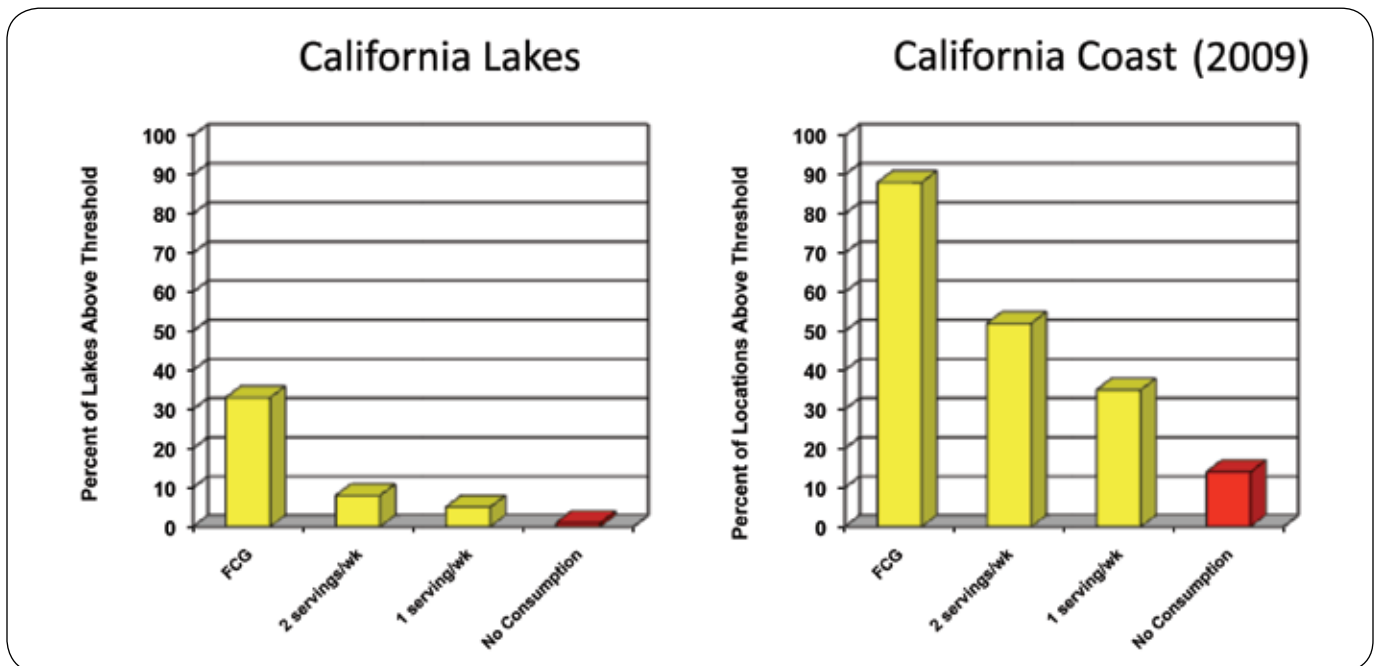 California Lakes
Percent of Lakes Above Threshold
100
90
80
70
60
50
40
30
20
10
0
FCG
2 servings/wk
1 serving/wk
No Consumption
California Coast (2009)
Percent of Locations Above Threshold
100
90
80
70
60
50
40
30
20
10
0
FCG
2 servings/wk
1 serving/wk
No Consumption